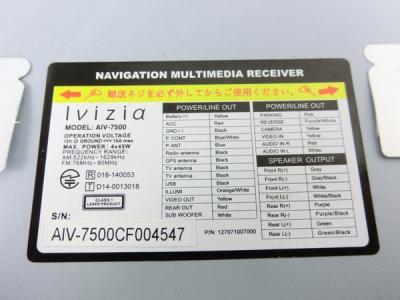 NAVIGATION MULTIMEDIA RECEIVER
輸送ネジを必ず外してからご使用ください。
Ivizia
MODEL: AIV-7500
OPERATION VOLTAGE
12V GROUND 15A max
MAX. POWER: 4x45W
FREQUENCY RANGE:
AM 522kHz~1629kHz
FM 76MHz~90MHz
R 018-140053
T D14-0013018
CLASS 1
LASER PRODUCT
S/N:
AIV-7500CF004547
POWER/LINE OUT
Battery(+) Yellow
ACC Red
GND(-) Black
P.CONT Blue/White
P.ANT Blue
Radio antenna Black
GPS antenna Black
TV antenna Black
TV antenna Black
USB Black
ILLUMI Orange/White
VIDEO OUT Yellow
REAR OUT Red/White
SUB WOOFER White
P/N: 127071007000
POWER/LINE OUT
PARKING Pink
REVERSE Purple/White
CAMERA Yellow
VIDEO IN Yellow
AUDIO IN R Red
AUDIO IN L White
SPEAKER OUTPUT
Front R(+) Gray
Front R(-) Gray/Black
Front L(+) White
Front L(-) White/Black
Rear R(+) Purple
Rear R(-) Purple/Black
Rear L(+) Green
Rear L(-) Green/Black